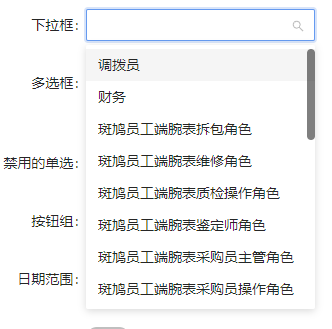 下拉框:
调拨员
多选框:
财务
斑鸠员工端腕表拆包角色
禁用的单选:
斑鸠员工端腕表维修角色
斑鸠员工端腕表质检操作角色
按钮组:
斑鸠员工端腕表鉴定师角色
斑鸠员工端腕表采购员主管角色
日期范围:
斑鸠员工端腕表采购员操作角色